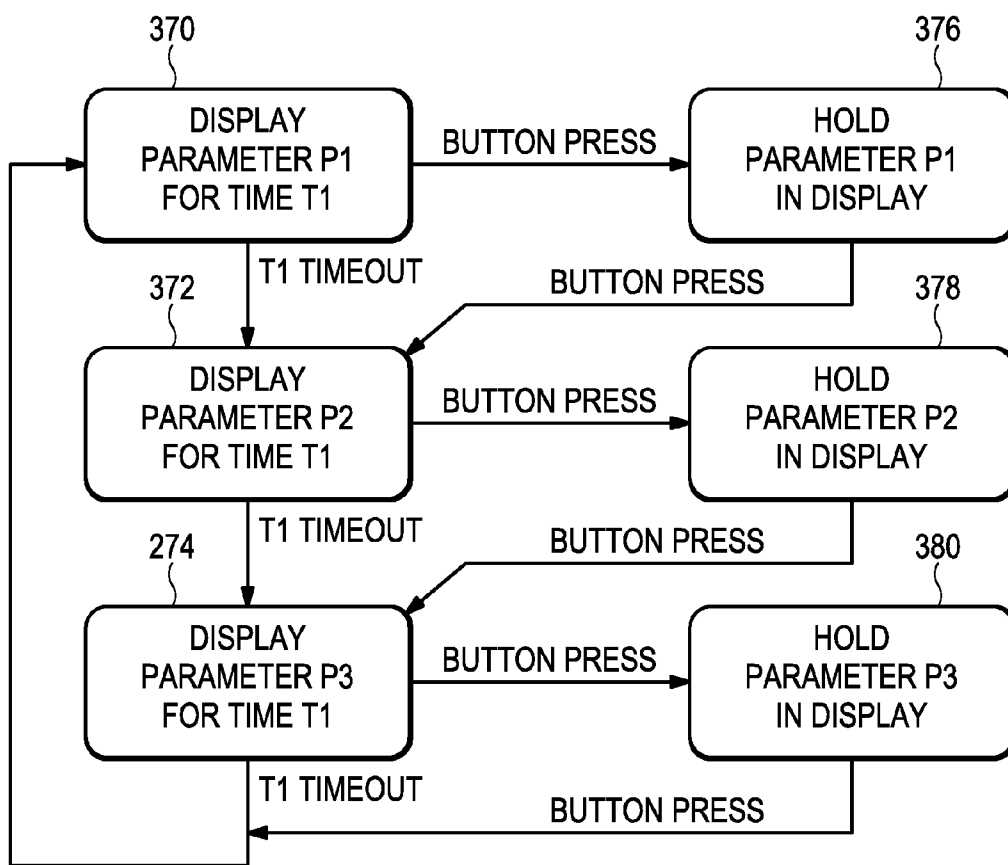 370
376
DISPLAY
PARAMETER P1
FOR TIME T1
BUTTON PRESS
HOLD
PARAMETER P1
IN DISPLAY
T1 TIMEOUT
BUTTON PRESS
372
378
DISPLAY
PARAMETER P2
FOR TIME T1
BUTTON PRESS
HOLD
PARAMETER P2
IN DISPLAY
T1 TIMEOUT
BUTTON PRESS
274
380
DISPLAY
PARAMETER P3
FOR TIME T1
BUTTON PRESS
HOLD
PARAMETER P3
IN DISPLAY
T1 TIMEOUT
BUTTON PRESS